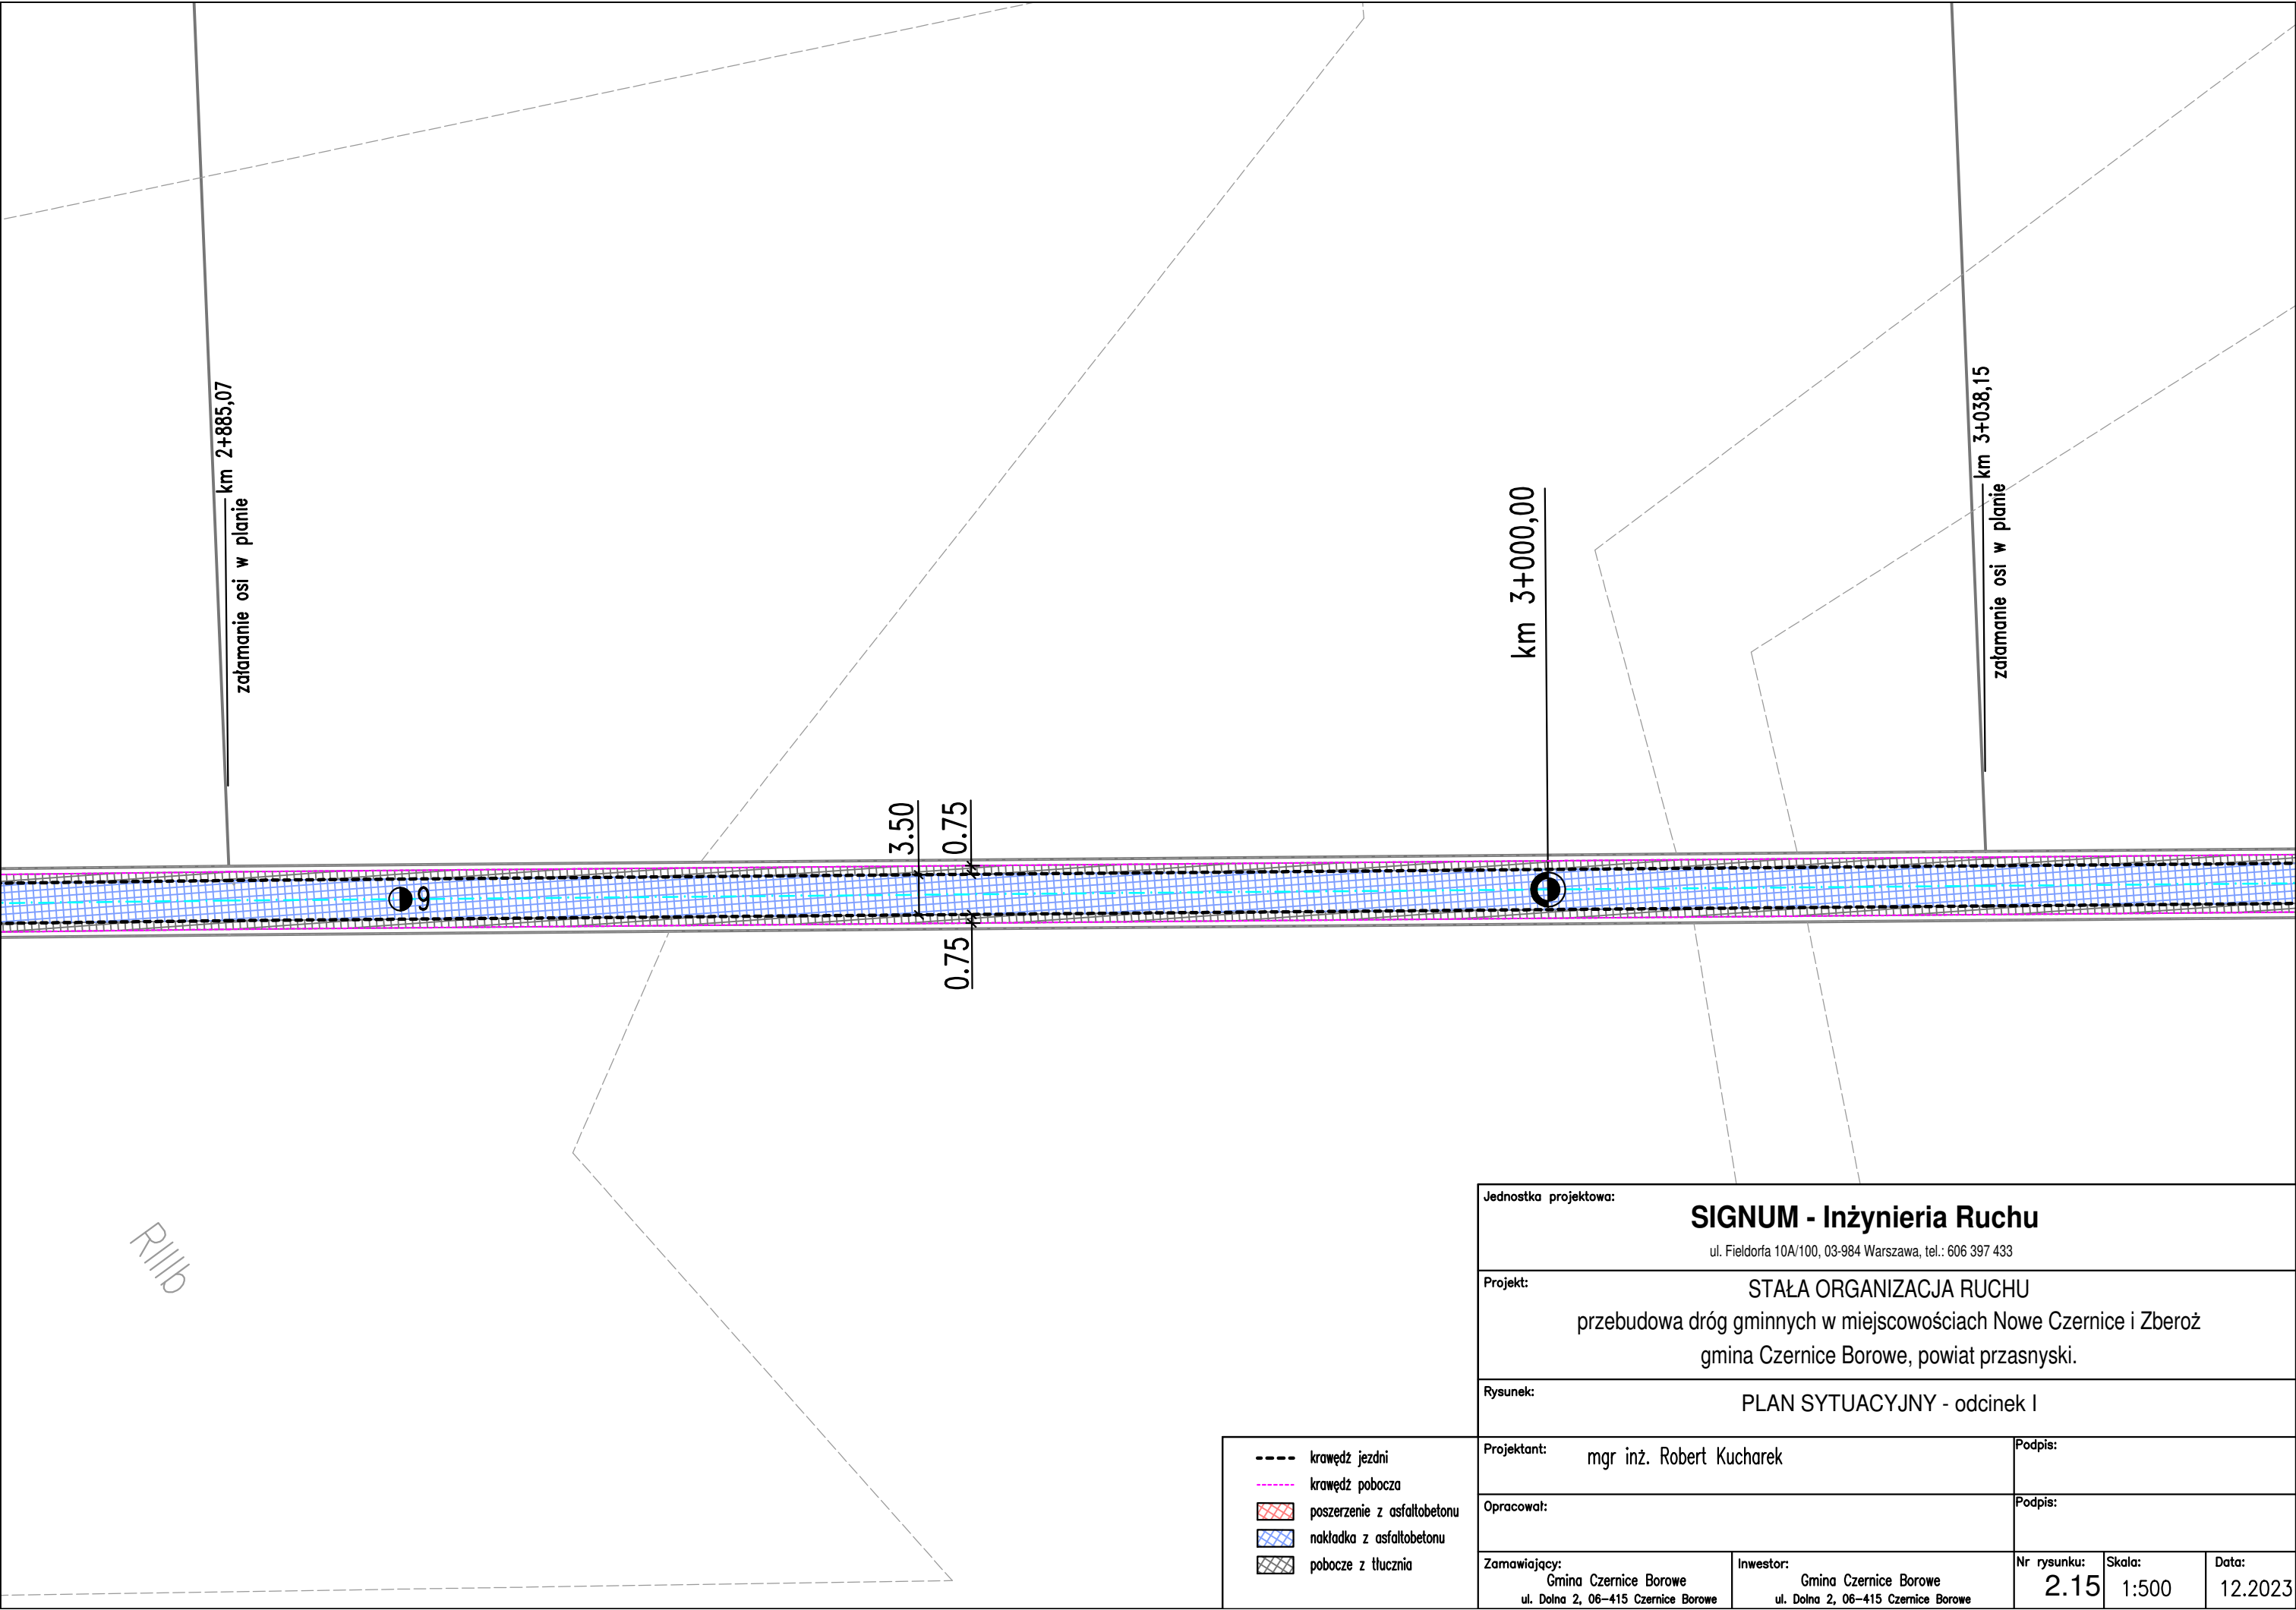 km 2+885,07
załamanie osi w planie
km 3+000,00
km 3+038,15
załamanie osi w planie
3.50
0.75
9
0.75
RIIIb
krawędź jezdni
krawędź pobocza
poszerzenie z asfaltobetonu
nakładka z asfaltobetonu
pobocze z tłucznia
Jednostka projektowa:
SIGNUM - Inżynieria Ruchu
ul. Fieldorfa 10A/100, 03-984 Warszawa, tel.: 606 397 433
Projekt:
STAŁA ORGANIZACJA RUCHU
przebudowa dróg gminnych w miejscowościach Nowe Czernice i Zberoż
gmina Czernice Borowe, powiat przasnyski.
Rysunek:
PLAN SYTUACYJNY - odcinek I
Projektant:
mgr inż. Robert Kucharek
Podpis:
Opracował:
Podpis:
Zamawiający:
Gmina Czernice Borowe
ul. Dolna 2, 06-415 Czernice Borowe
Inwestor:
Gmina Czernice Borowe
ul. Dolna 2, 06-415 Czernice Borowe
Nr rysunku:
2.15
Skala:
1:500
Data:
12.2023